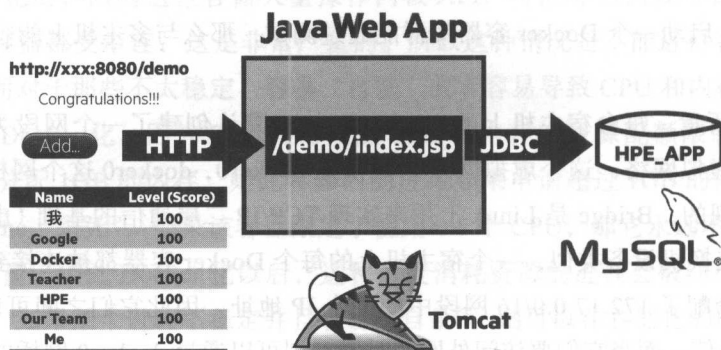 Java Web App
http://xxx:8080/demo
Congratulations!!!
Add...
HTTP
/demo/index.jsp
JDBC
HPE_APP
Name Level (Score)
我 100
Google 100
Docker 100
Teacher 100
HPE 100
Our Team 100
Me 100
MySQL®
Tomcat